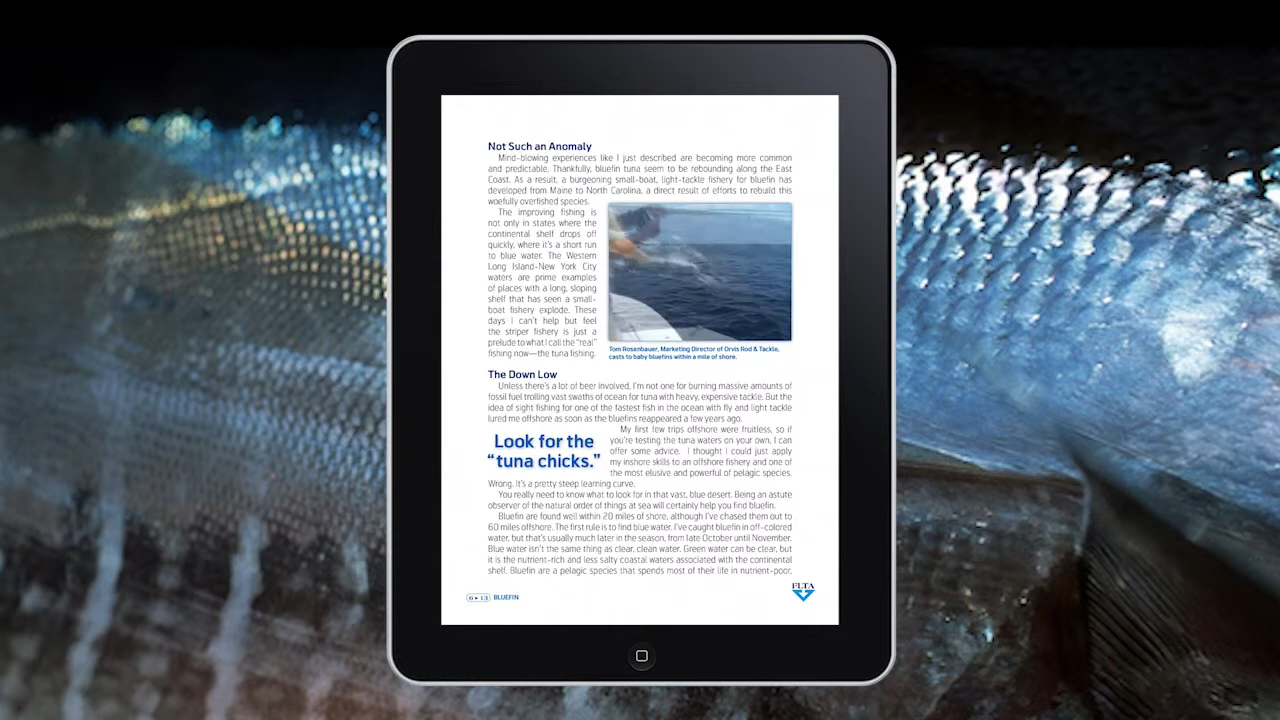 Not Such an Anomaly
Mind-blowing experiences like I just described are becoming more common
and predictable. Thankfully, bluefin tuna seem to be rebounding along the East
Coast. As a result, a burgeoning small-boat, light-tackle fishery for bluefin has
developed from Maine to North Carolina, a direct result of efforts to rebuild this
woefully overfished species.
The improving fishing is
not only in states where the
continental shelf drops off
quickly, where it's a short run
to blue water. The Western
Long Island-New York City
waters are prime examples
of places with a long, sloping
shelf that has seen a small-
boat fishery explode. These
days I can't help but feel
the striper fishery is just a
prelude to what I call the "real"
fishing now—the tuna fishing.
Tom Rosenbauer, Marketing Director of Orvis Rod & Tackle,
casts to baby bluefins within a mile of shore.
The Down Low
Unless there's a lot of beer involved, I'm not one for burning massive amounts of
fossil fuel trolling vast swaths of ocean for tuna with heavy, expensive tackle. But the
idea of sight fishing for one of the fastest fish in the ocean with fly and light tackle
lured me offshore as soon as the bluefins reappeared a few years ago.
Look for the
"tuna chicks."
My first few trips offshore were fruitless, so if
you're testing the tuna waters on your own, I can
offer some advice. I thought I could just apply
my inshore skills to an offshore fishery and one of
the most elusive and powerful of pelagic species.
Wrong. It's a pretty steep learning curve.
You really need to know what to look for in that vast, blue desert. Being an astute
observer of the natural order of things at sea will certainly help you find bluefin.
Bluefin are found well within 20 miles of shore, although I've chased them out to
60 miles offshore. The first rule is to find blue water. I've caught bluefin in off-colored
water, but that's usually much later in the season, from late October until November.
Blue water isn't the same thing as clear, clean water. Green water can be clear, but
it is the nutrient-rich and less salty coastal waters associated with the continental
shelf. Bluefin are a pelagic species that spends most of their life in nutrient-poor,
6 ▸ 13 BLUEFIN
FLTA